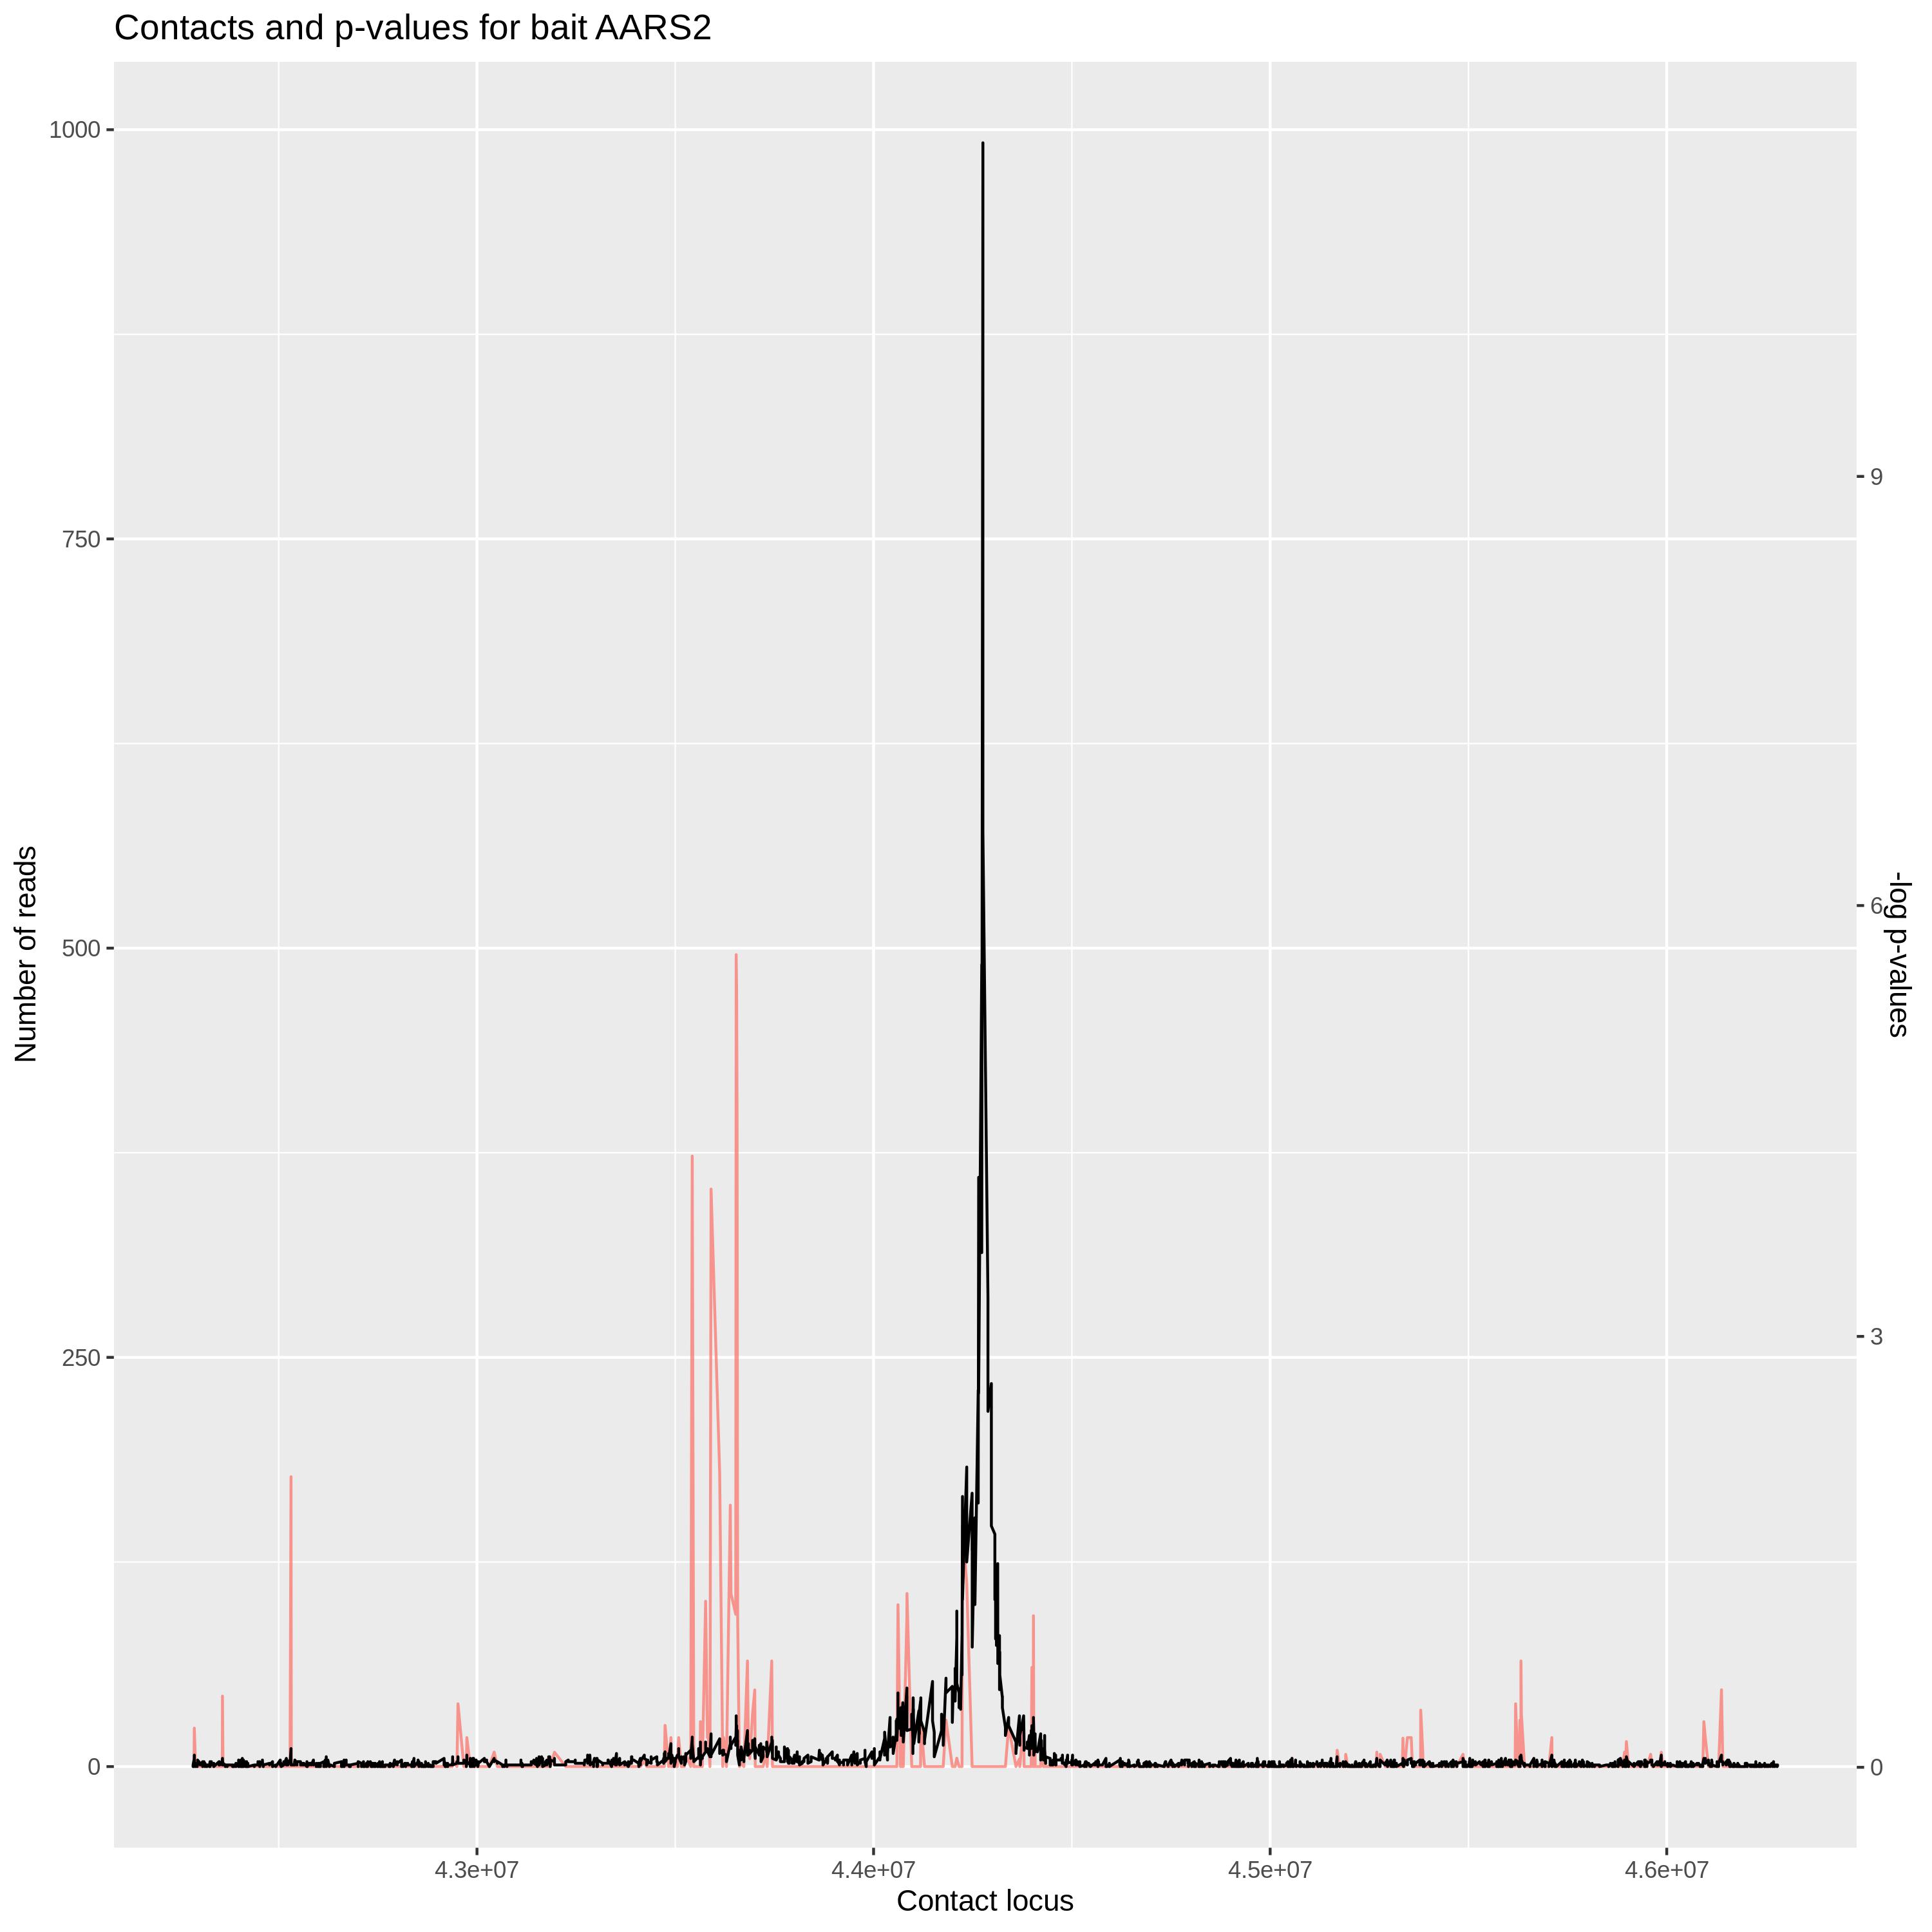 Contacts and p-values for bait AARS2
1000
750
500
250
0
Number of reads
9
6
3
0
-log p-values
4.3e+07
4.4e+07
4.5e+07
4.6e+07
Contact locus